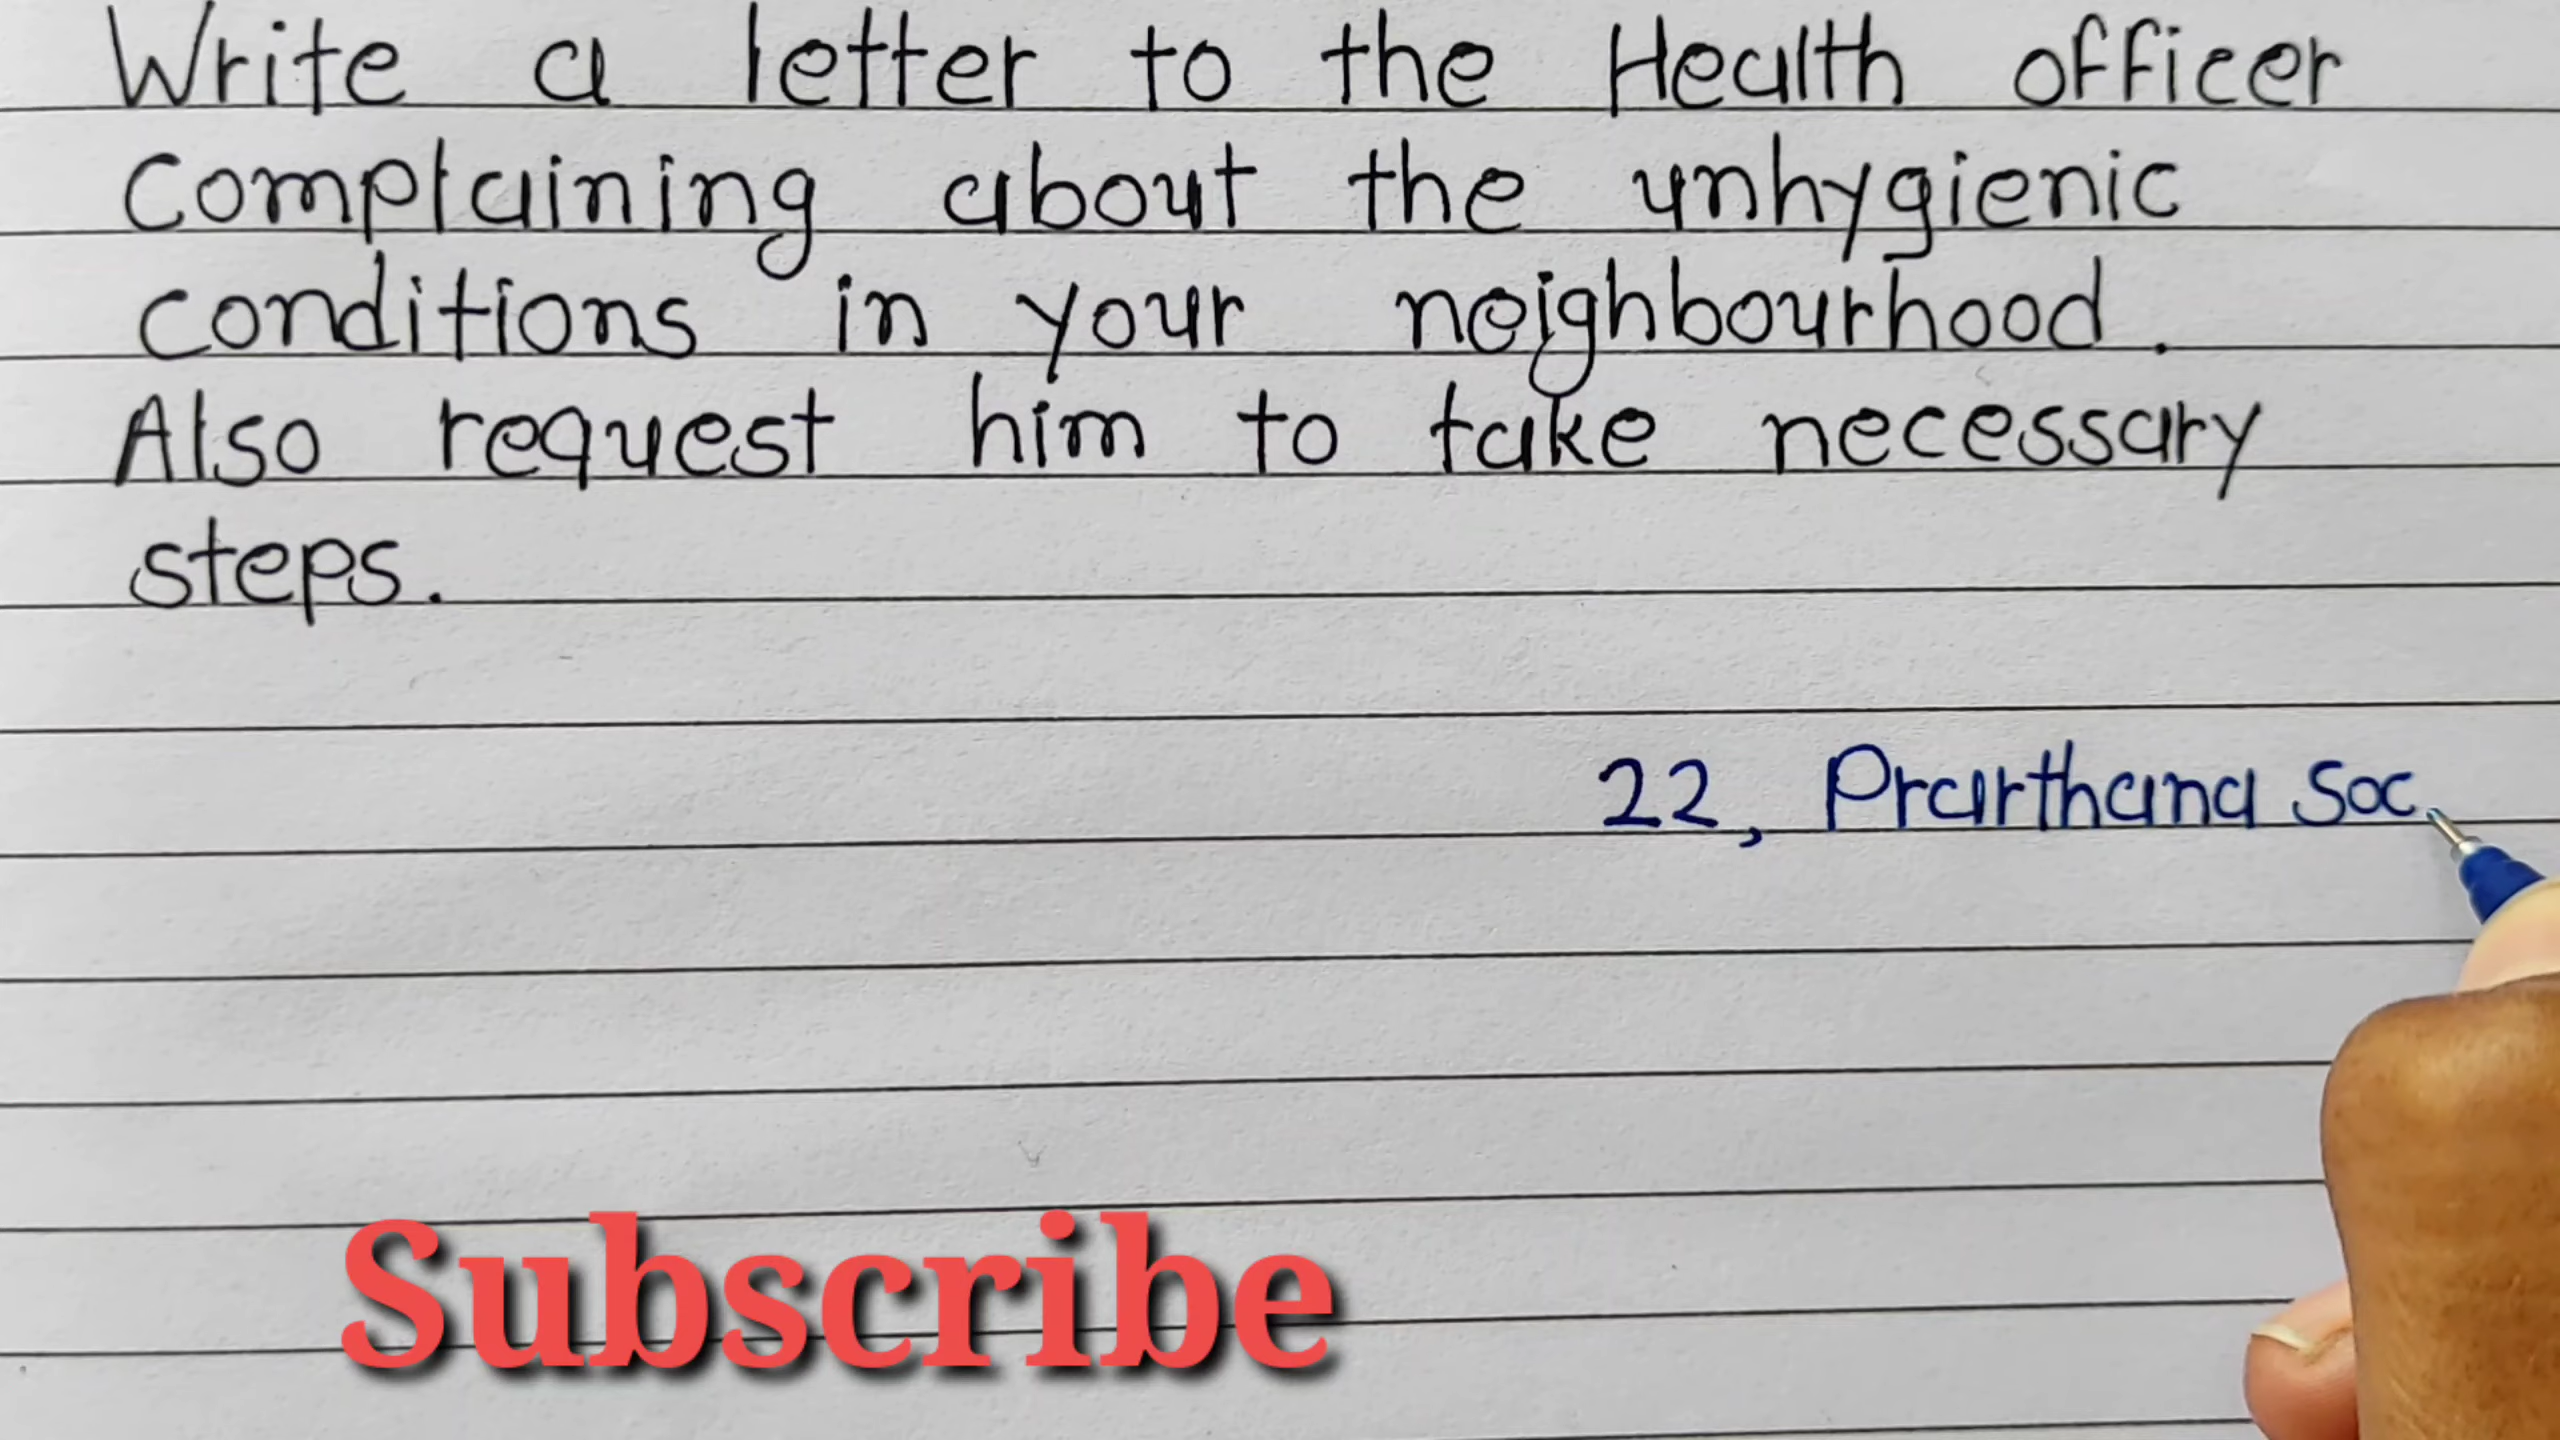 Write a letter to the Health officer
Complaining about the unhygienic
conditions in your neighbourhood.
Also request him to take necessary
steps.
22, Prarthana Soc.
Subscribe